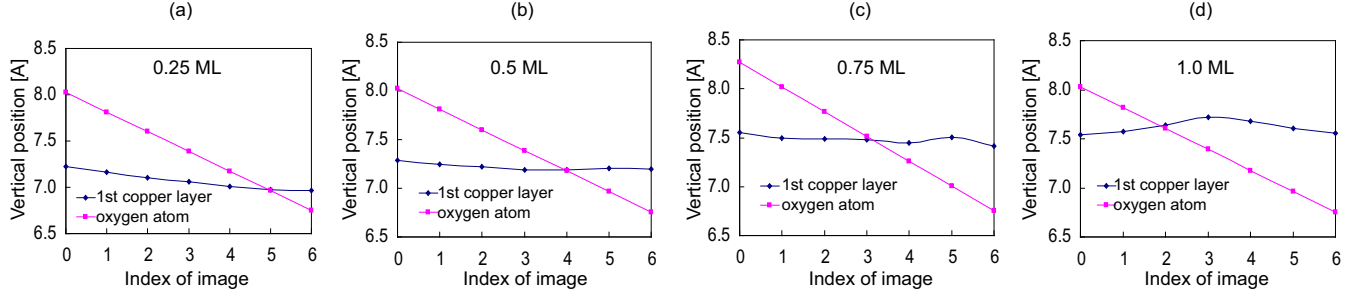 (a)
8.5
8.0
7.5
7.0
6.5
Vertical position [A]
0.25 ML
1st copper layer
oxygen atom
0 1 2 3 4 5 6
Index of image
(b)
8.5
8.0
7.5
7.0
6.5
Vertical position [A]
0.5 ML
1st copper layer
oxygen atom
0 1 2 3 4 5 6
Index of image
(c)
8.5
8.0
7.5
7.0
6.5
Vertical position [A]
0.75 ML
1st copper layer
oxygen atom
0 1 2 3 4 5 6
Index of image
(d)
8.5
8.0
7.5
7.0
6.5
Vertical position [A]
1.0 ML
1st copper layer
oxygen atom
0 1 2 3 4 5 6
Index of image